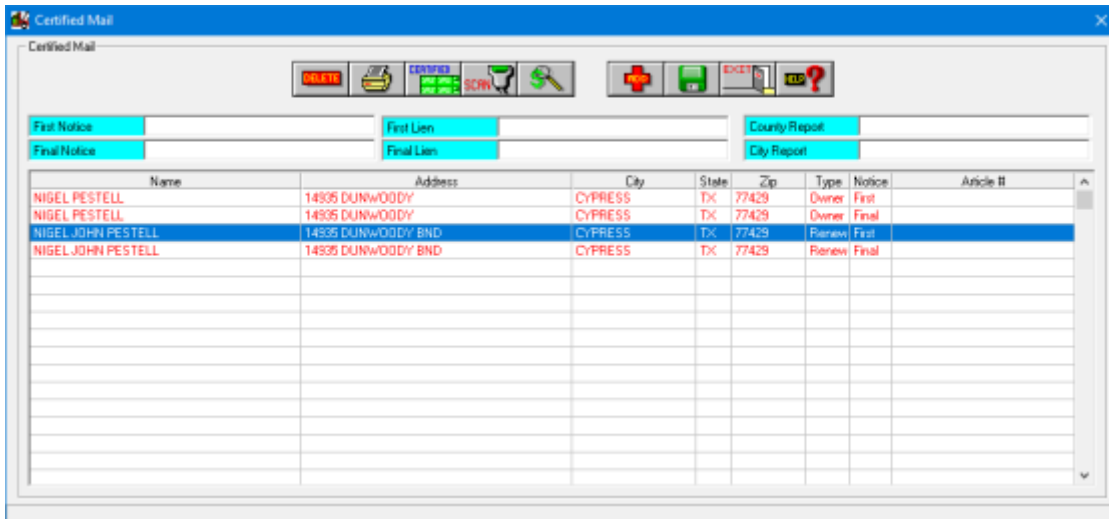 Certified Mail
Certified Mail
DELETE CERTIFIED SCAN $ ADD EXIT HELP ?
First Notice First Lien County Report
Final Notice Final Lien City Report
Name Address City State Zip Type Notice Article #
NIGEL PESTELL 14935 DUNWOODY CYPRESS TX 77429 Owner First
NIGEL PESTELL 14935 DUNWOODY CYPRESS TX 77429 Owner Final
NIGEL JOHN PESTELL 14935 DUNWOODY BND CYPRESS TX 77429 Renew First
NIGEL JOHN PESTELL 14935 DUNWOODY BND CYPRESS TX 77429 Renew Final